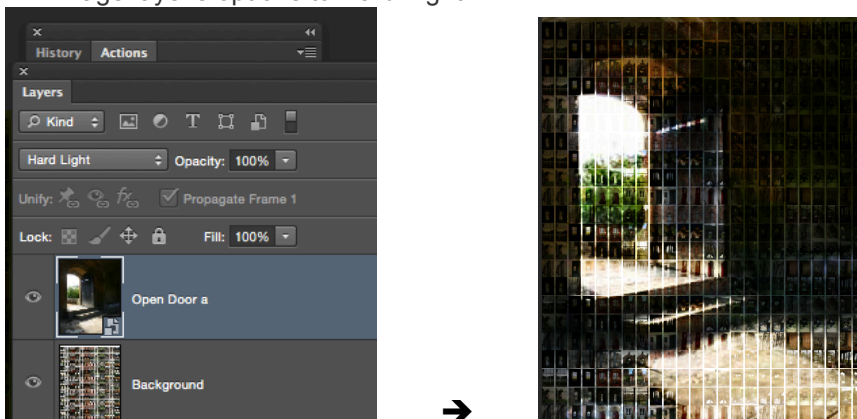 History Actions
Layers
Kind T
Hard Light Opacity: 100%
Unify: Propagate Frame 1
Lock: Fill: 100%
Open Door a
Background